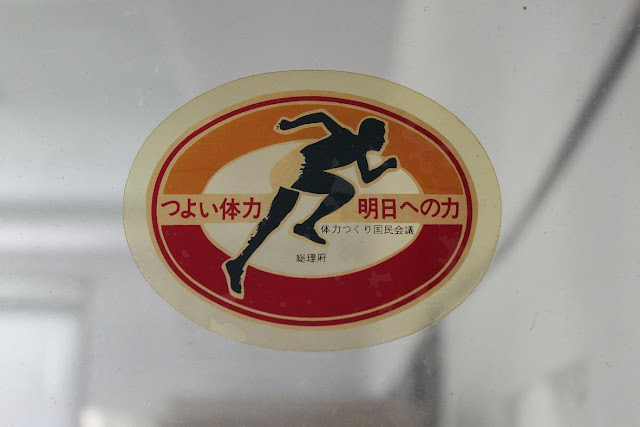 つよい体力 明日への力
体力つくり国民会議
総理府